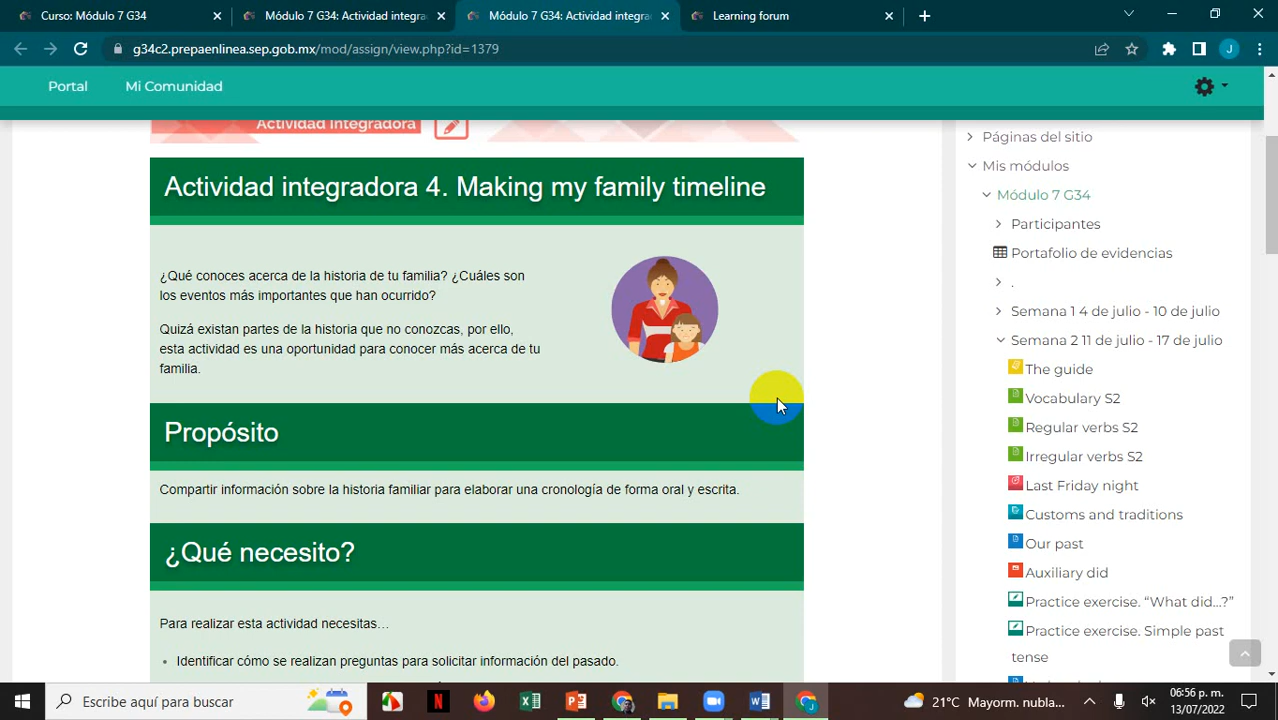 Curso: Módulo 7 G34
Módulo 7 G34: Actividad integra
Módulo 7 G34: Actividad integra
Learning forum
g34c2.prepaenlinea.sep.gob.mx/mod/assign/view.php?id=1379
J
Portal
Mi Comunidad
Actividad Integradora
Actividad integradora 4. Making my family timeline
¿Qué conoces acerca de la historia de tu familia? ¿Cuáles son
los eventos más importantes que han ocurrido?
Quizá existan partes de la historia que no conozcas, por ello,
esta actividad es una oportunidad para conocer más acerca de tu
familia.
Propósito
Compartir información sobre la historia familiar para elaborar una cronología de forma oral y escrita.
¿Qué necesito?
Para realizar esta actividad necesitas…
• Identificar cómo se realizan preguntas para solicitar información del pasado.
Páginas del sitio
Mis módulos
Módulo 7 G34
Participantes
Portafolio de evidencias
.
Semana 1 4 de julio - 10 de julio
Semana 2 11 de julio - 17 de julio
The guide
Vocabulary S2
Regular verbs S2
Irregular verbs S2
Last Friday night
Customs and traditions
Our past
Auxiliary did
Practice exercise. “What did...?”
Practice exercise. Simple past
tense
Escribe aquí para buscar
21°C Mayorm. nubla...
06:56 p. m.
13/07/2022